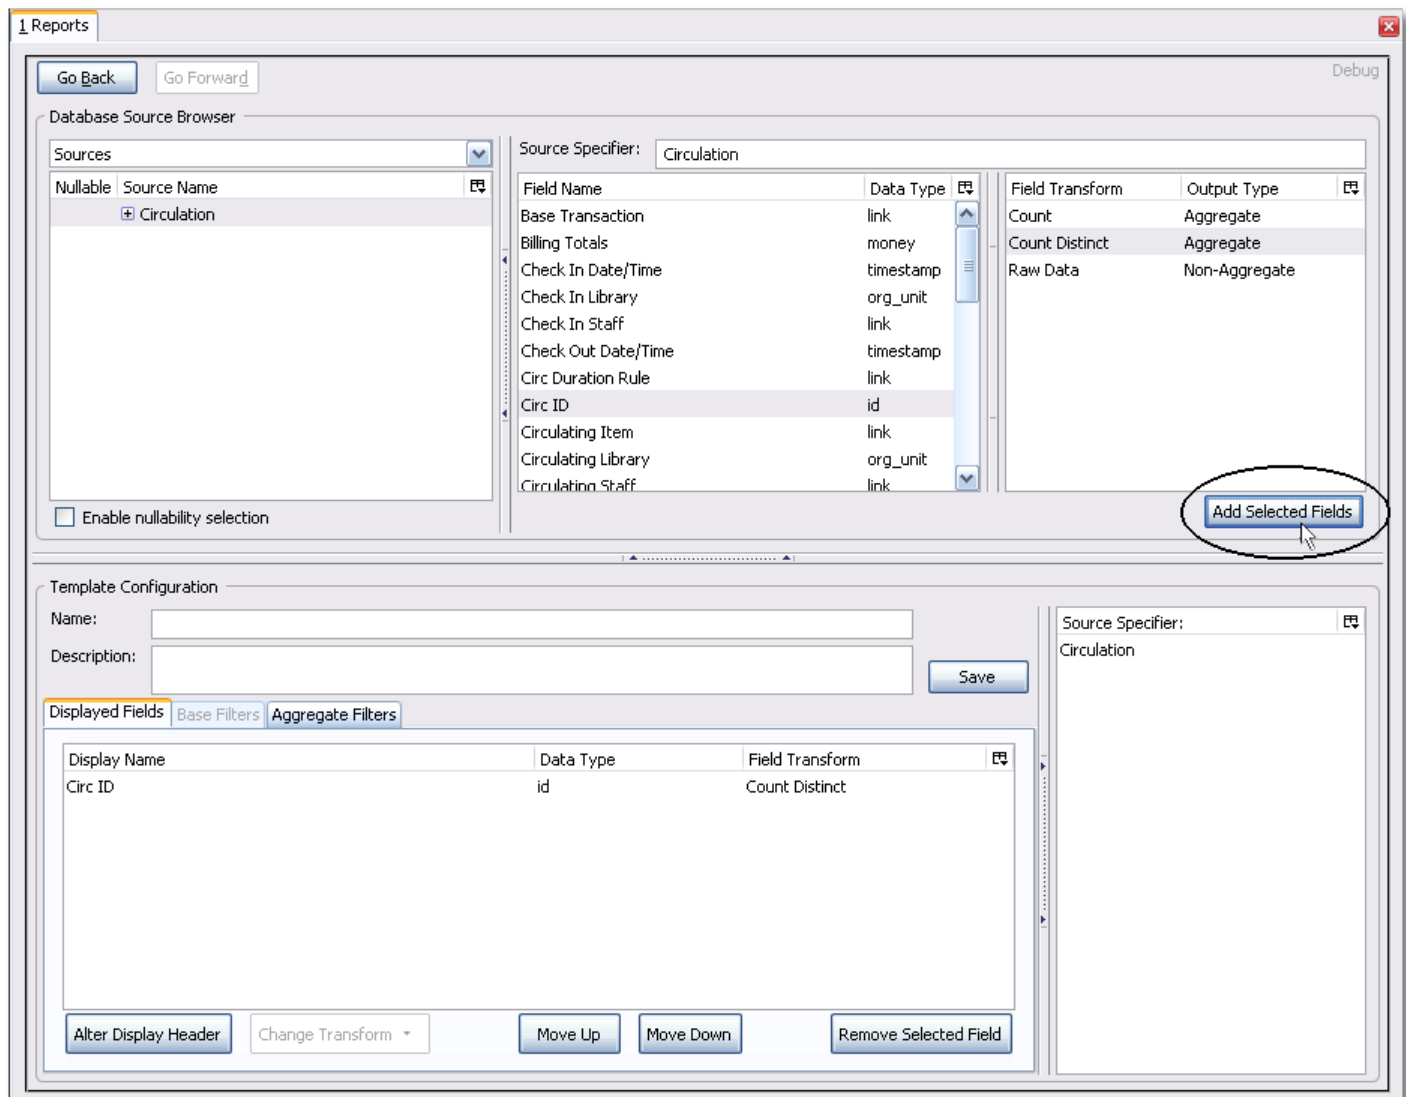 1 Reports
Go Back
Go Forward
Debug
Database Source Browser
Sources
Nullable Source Name
Circulation
Enable nullability selection
Source Specifier: Circulation
Field Name Data Type
Base Transaction link
Billing Totals money
Check In Date/Time timestamp
Check In Library org_unit
Check In Staff link
Check Out Date/Time timestamp
Circ Duration Rule link
Circ ID id
Circulating Item link
Circulating Library org_unit
Circulating Staff link
Field Transform Output Type
Count Aggregate
Count Distinct Aggregate
Raw Data Non-Aggregate
Add Selected Fields
Template Configuration
Name:
Description:
Save
Displayed Fields Base Filters Aggregate Filters
Display Name Data Type Field Transform
Circ ID id Count Distinct
Alter Display Header Change Transform Move Up Move Down Remove Selected Field
Source Specifier:
Circulation